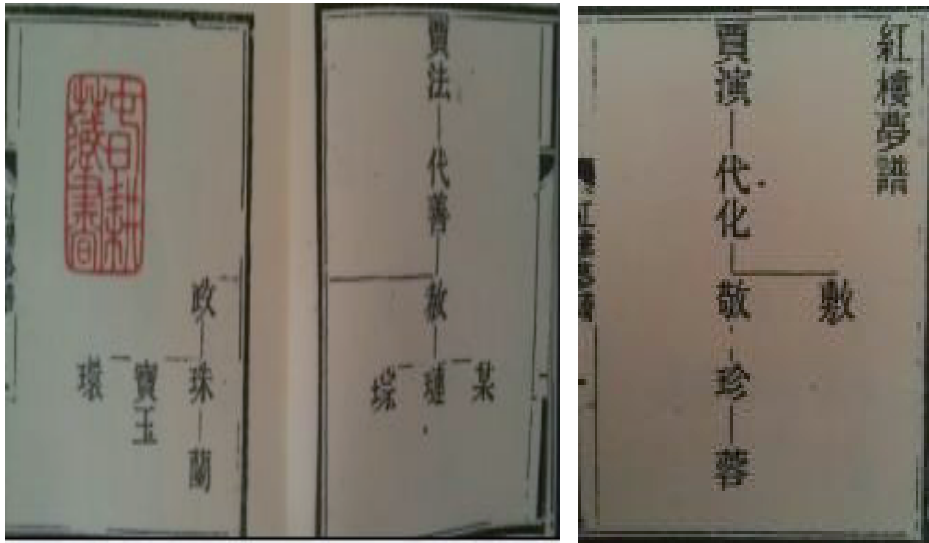 紅樓夢譜
敷
賈演 代化 敬 珍 蓉
某
賈法 代善 赦 璉
琮
政 珠 蘭
寶玉
環